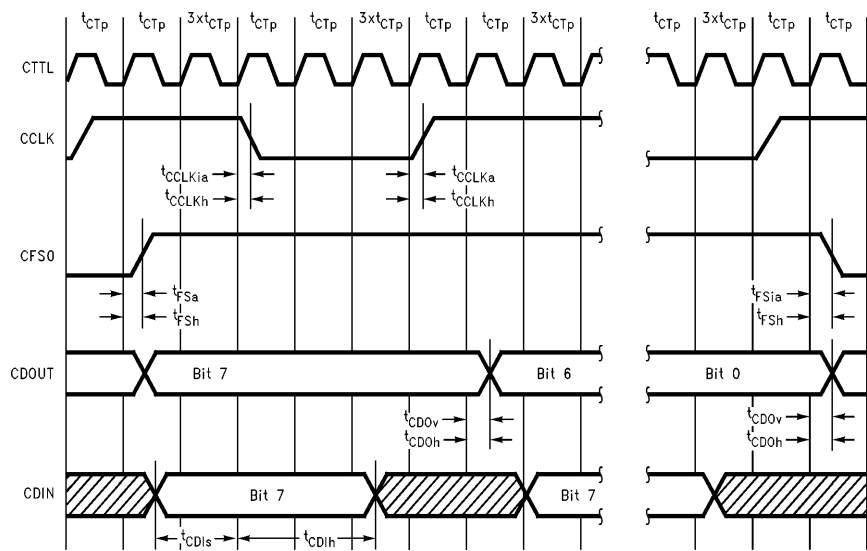 tCTp tCTp 3xtCTp tCTp tCTp 3xtCTp tCTp tCTp 3xtCTp tCTp 3xtCTp tCTp tCTp
CTTL
CCLK
tCCLKia tCCLKa
tCCLKh tCCLKh
CFS0
tFSa tFSia
tFSh tFSh
CDOUT Bit 7 Bit 6 Bit 0
tCDOv tCDOv
tCDOh tCDOh
CDIN Bit 7 Bit 7
tCDIs tCDIh